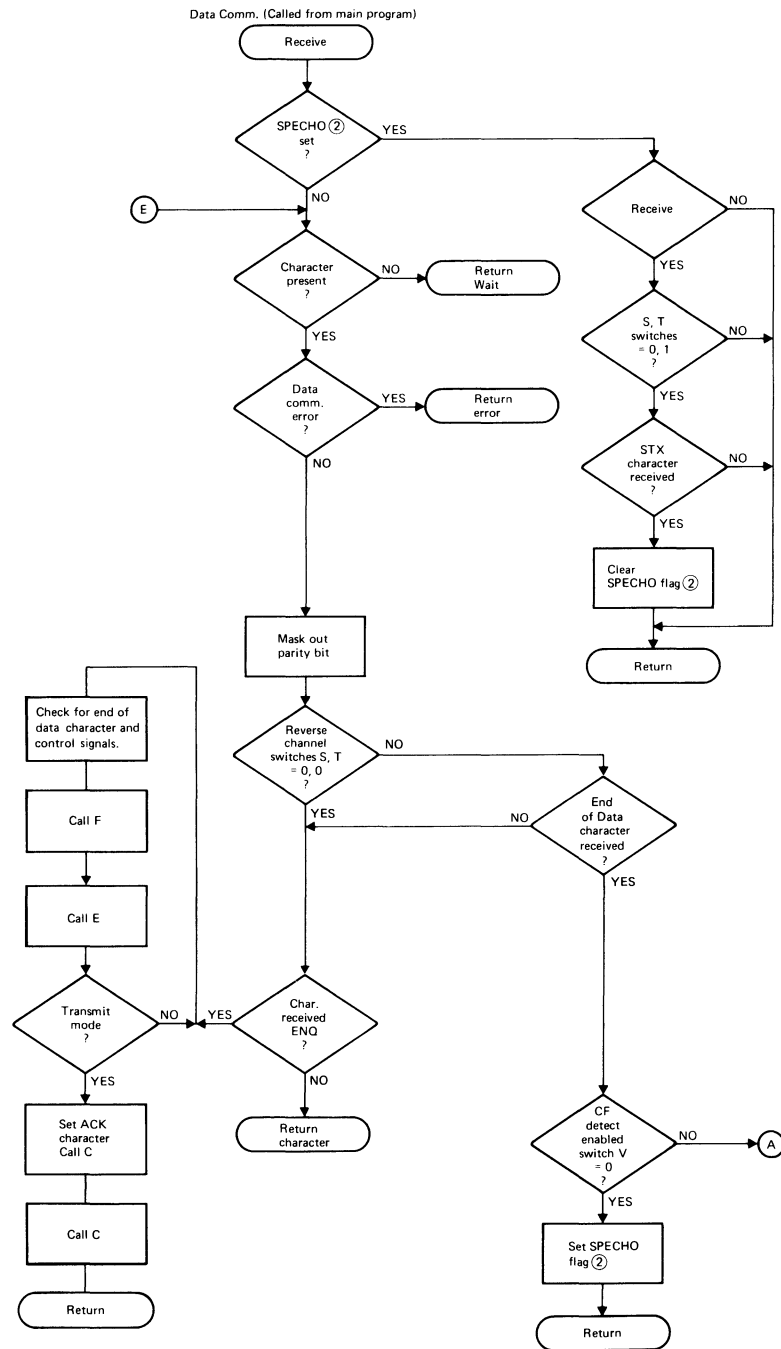 Data Comm. (Called from main program)
Receive
SPECHO ②
set
?
YES
NO
E
Receive
NO
YES
Character
present
?
NO
Return
Wait
YES
S, T
switches
= 0, 1
?
NO
YES
Data
comm.
error
?
YES
Return
error
NO
STX
character
received
?
NO
YES
Clear
SPECHO flag ②
Return
Mask out
parity bit
Check for end of
data character and
control signals.
Reverse
channel
switches S, T
= 0, 0
?
NO
YES
End
of Data
character
received
?
NO
YES
Call F
Call E
Transmit
mode
?
NO
YES
Char.
received
ENQ
?
YES
NO
Return
character
Set ACK
character
Call C
Call C
Return
CF
detect
enabled
switch V
= 0
?
NO
A
YES
Set SPECHO
flag ②
Return